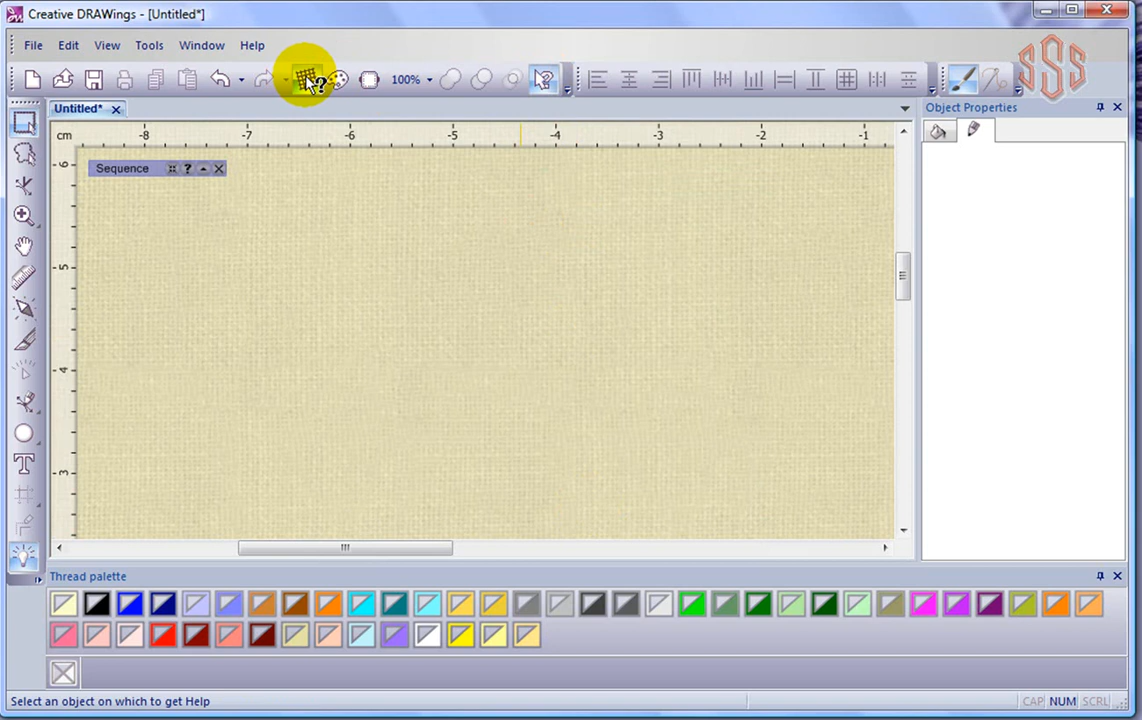 Creative DRAWings - [Untitled*]
File Edit View Tools Window Help
100%
SSS
Untitled*
Object Properties
cm -8 -7 -6 -5 -4 -3 -2 -1
Sequence
6
5
4
3
Thread palette
Select an object on which to get Help
CAP NUM SCRL